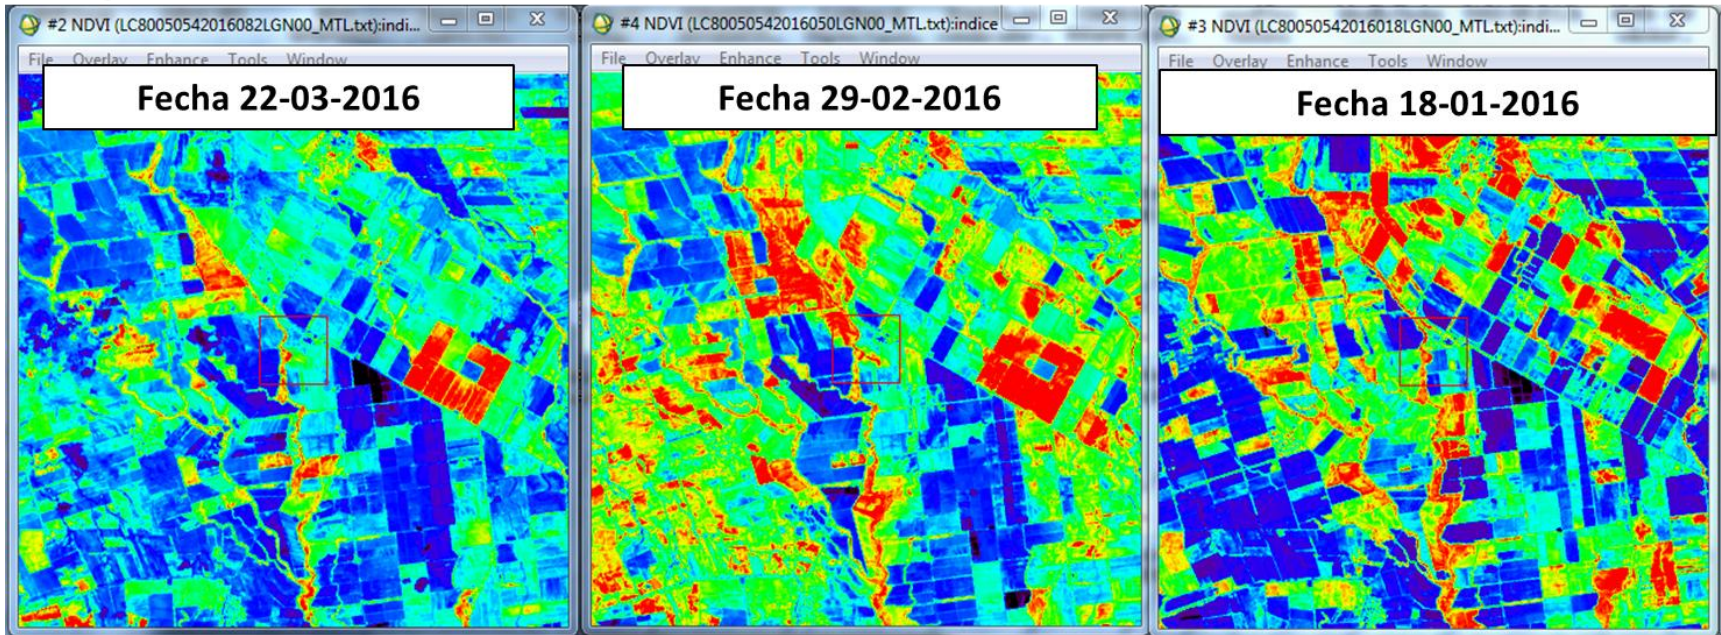 #2 NDVI (LC80050542016082LGN00_MTL.txt):indi...
File Overlay Enhance Tools Window
Fecha 22-03-2016
#4 NDVI (LC80050542016050LGN00_MTL.txt):indice
File Overlay Enhance Tools Window
Fecha 29-02-2016
#3 NDVI (LC80050542016018LGN00_MTL.txt):indi...
File Overlay Enhance Tools Window
Fecha 18-01-2016